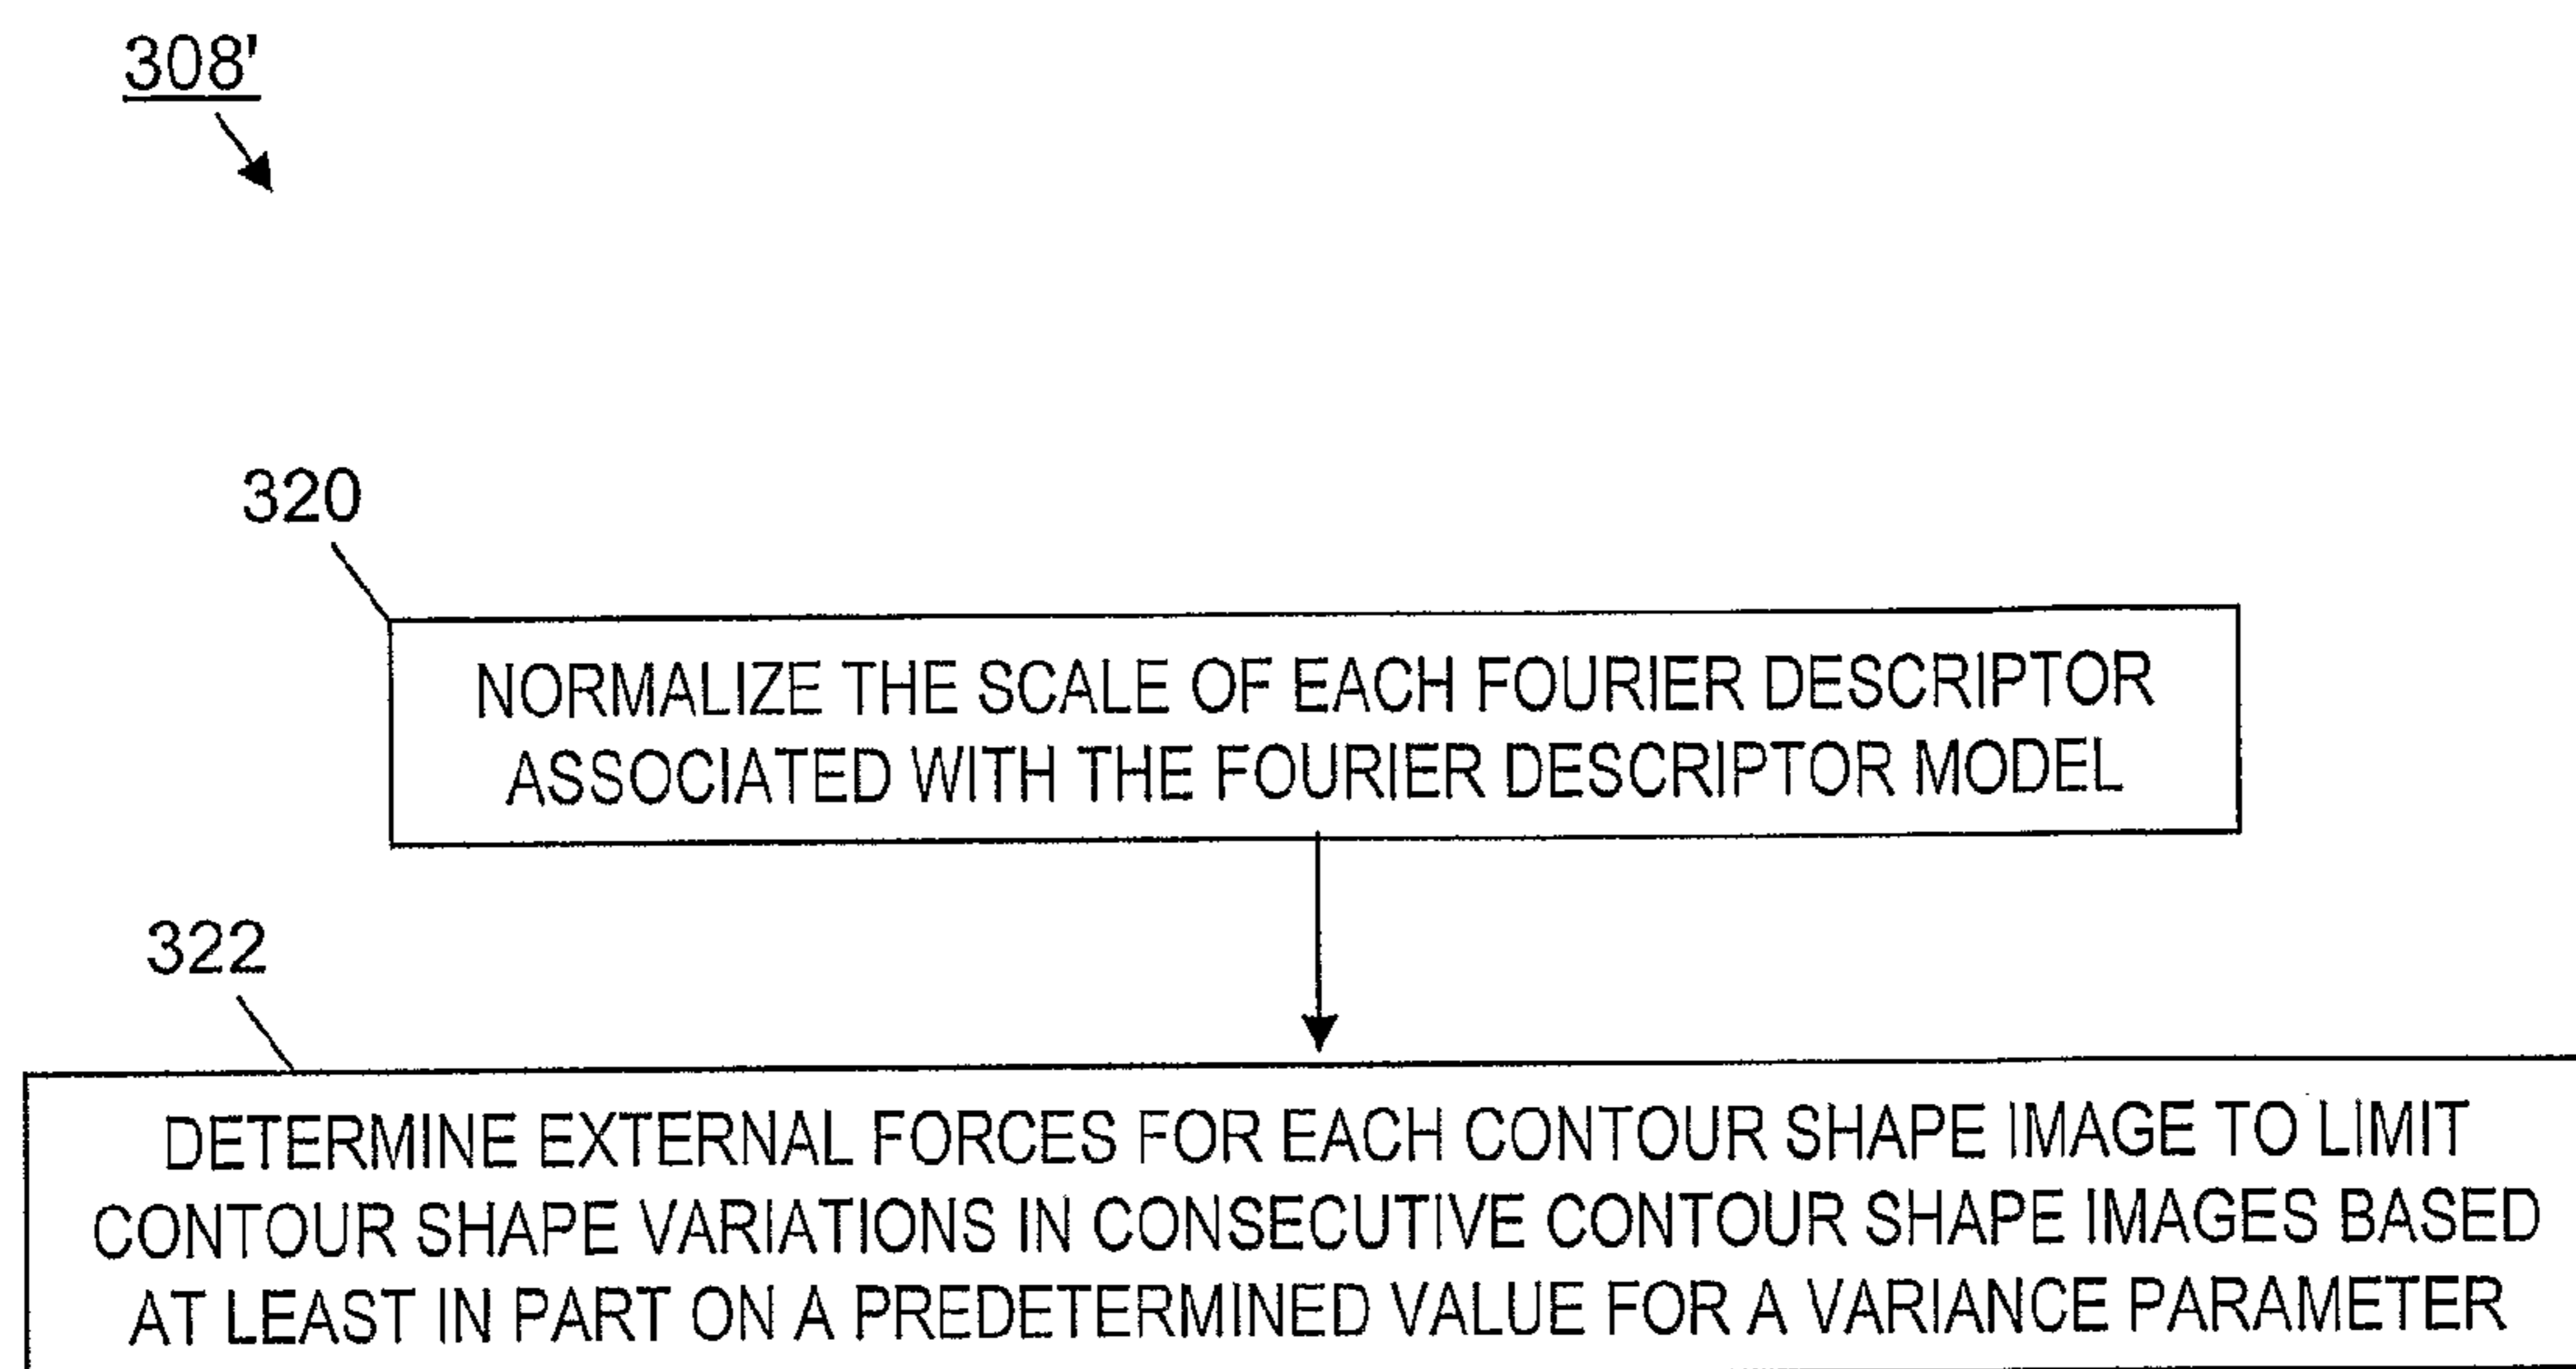 308'
320
NORMALIZE THE SCALE OF EACH FOURIER DESCRIPTOR
ASSOCIATED WITH THE FOURIER DESCRIPTOR MODEL
322
DETERMINE EXTERNAL FORCES FOR EACH CONTOUR SHAPE IMAGE TO LIMIT
CONTOUR SHAPE VARIATIONS IN CONSECUTIVE CONTOUR SHAPE IMAGES BASED
AT LEAST IN PART ON A PREDETERMINED VALUE FOR A VARIANCE PARAMETER